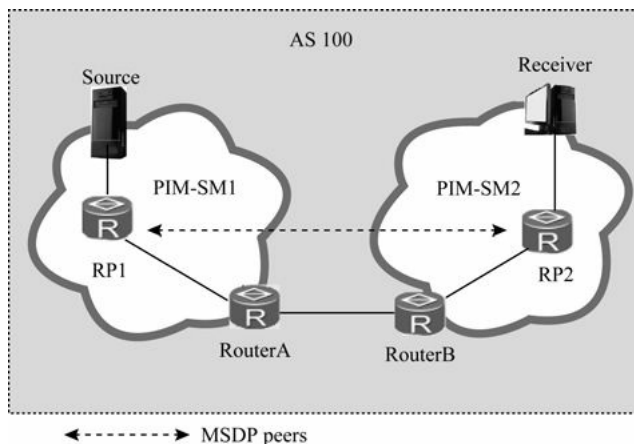 AS 100
Source
Receiver
PIM-SM1
PIM-SM2
R
R
RP1
RP2
R
R
RouterA
RouterB
MSDP peers